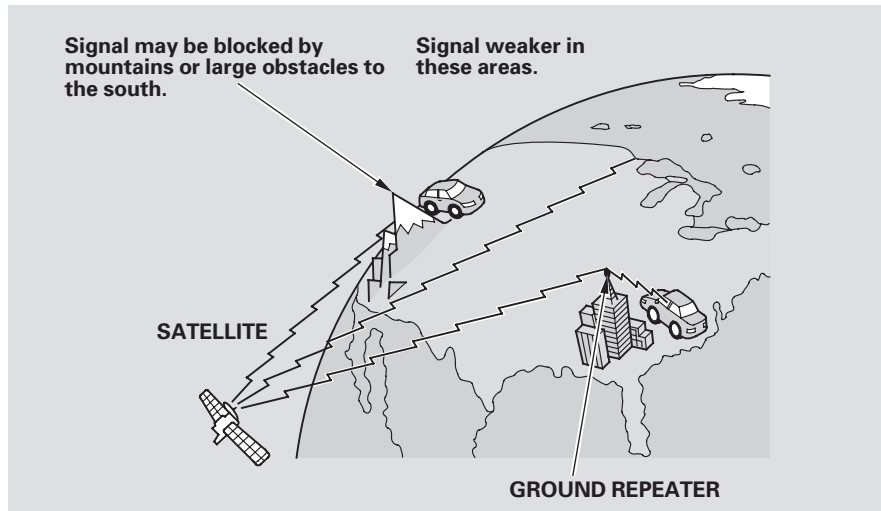 Signal may be blocked by
mountains or large obstacles to
the south.
Signal weaker in
these areas.
SATELLITE
GROUND REPEATER